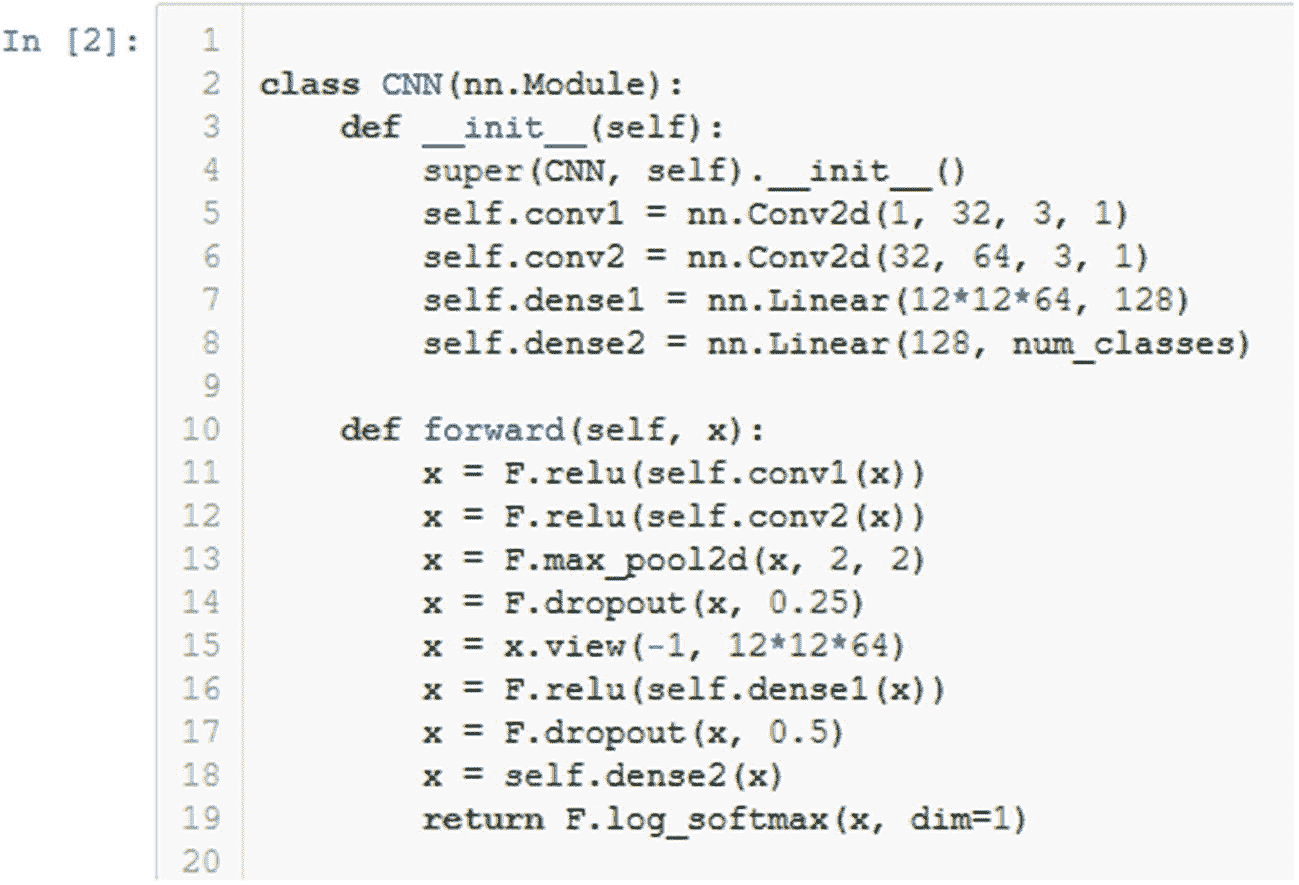 In [2]:
1
2 class CNN(nn.Module):
3     def __init__(self):
4         super(CNN, self).__init__()
5         self.conv1 = nn.Conv2d(1, 32, 3, 1)
6         self.conv2 = nn.Conv2d(32, 64, 3, 1)
7         self.dense1 = nn.Linear(12*12*64, 128)
8         self.dense2 = nn.Linear(128, num_classes)
9
10     def forward(self, x):
11         x = F.relu(self.conv1(x))
12         x = F.relu(self.conv2(x))
13         x = F.max_pool2d(x, 2, 2)
14         x = F.dropout(x, 0.25)
15         x = x.view(-1, 12*12*64)
16         x = F.relu(self.dense1(x))
17         x = F.dropout(x, 0.5)
18         x = self.dense2(x)
19         return F.log_softmax(x, dim=1)
20